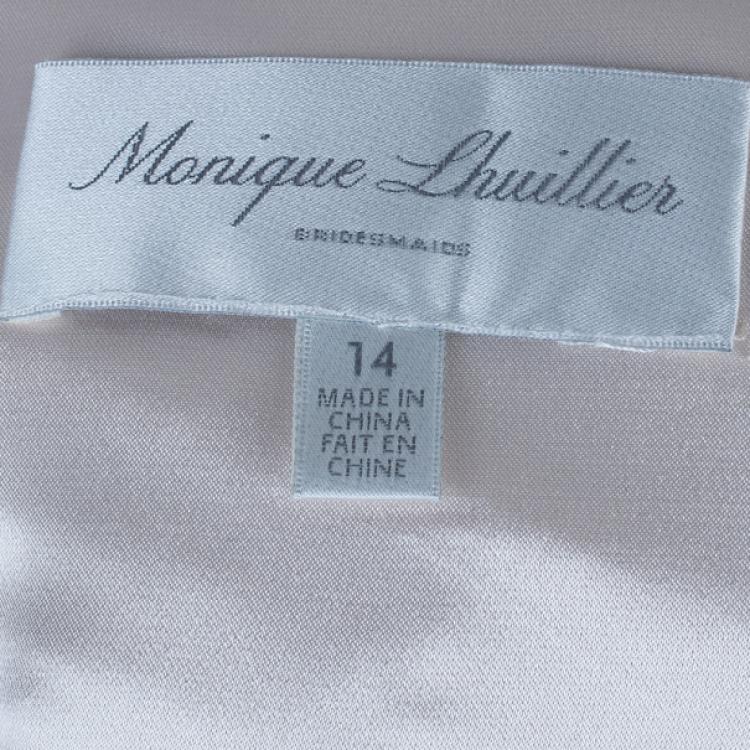 Monique Lhuillier
BRIDESMAIDS
14
MADE IN
CHINA
FAIT EN
CHINE